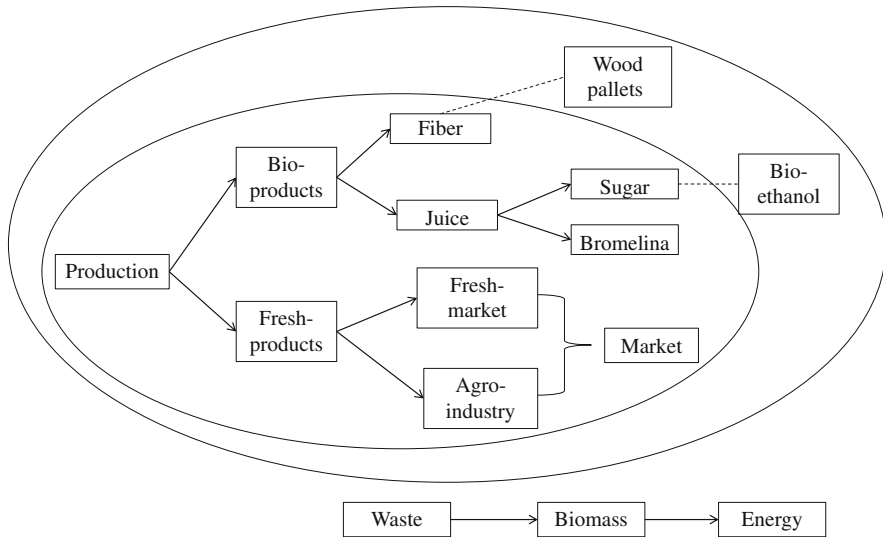 Wood
pallets
Fiber
Bio-
products
Sugar
Bio-
ethanol
Juice
Bromelina
Production
Fresh-
market
Fresh-
products
Market
Agro-
industry
Waste
Biomass
Energy